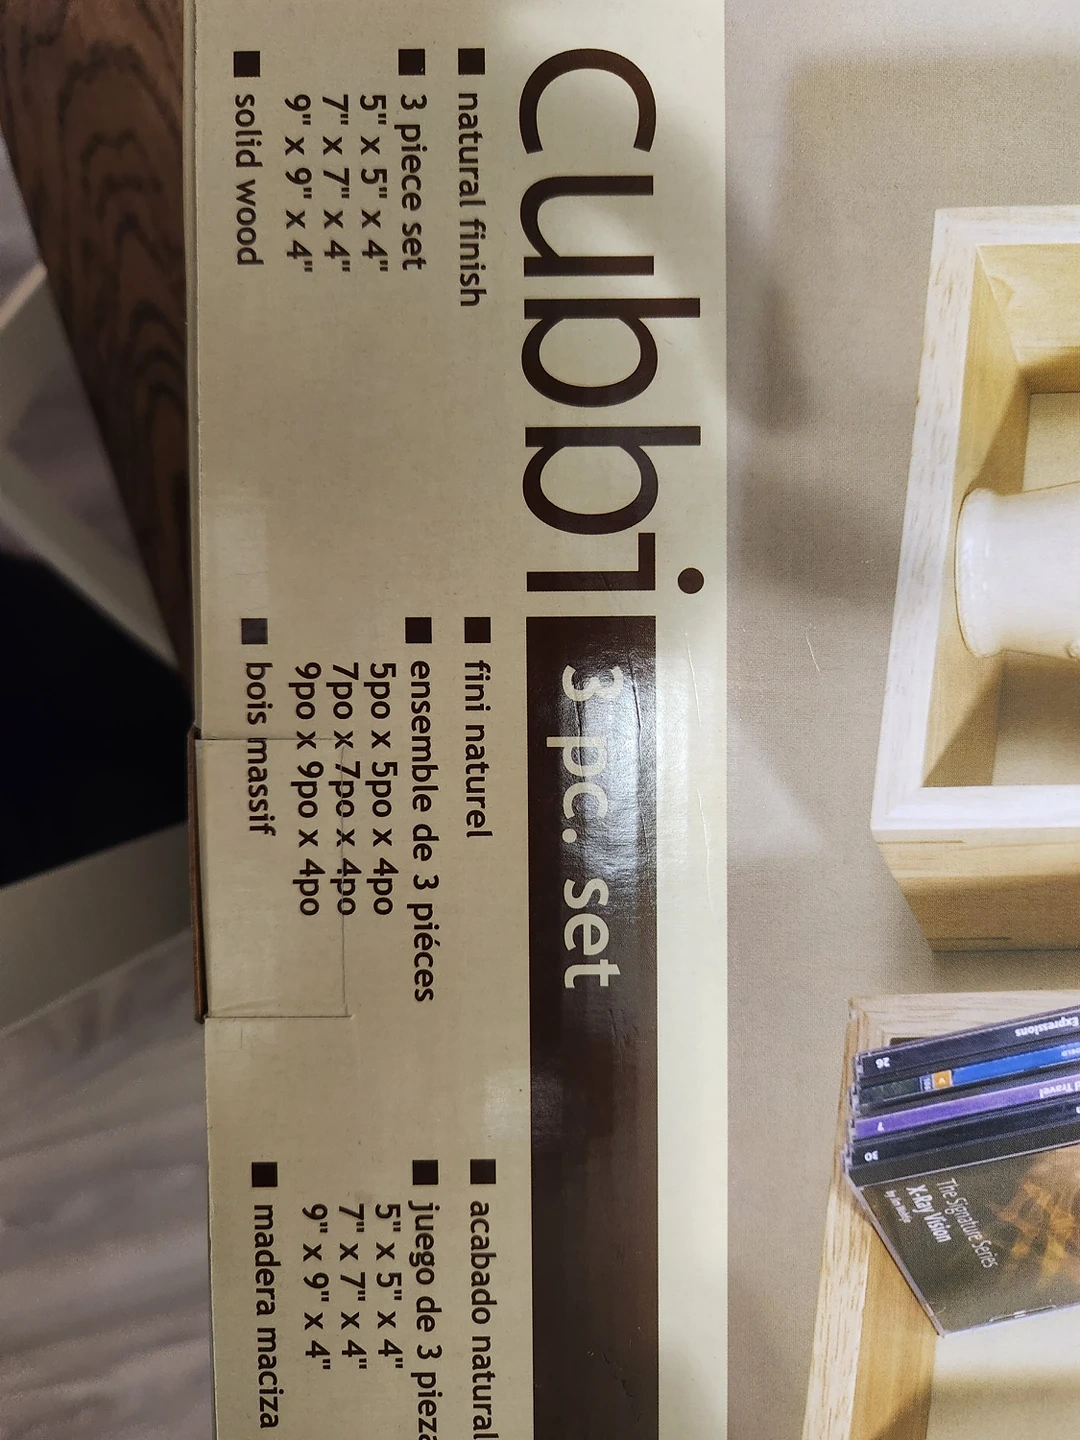 cubbi
3 pc. set
natural finish
3 piece set
5" x 5" x 4"
7" x 7" x 4"
9" x 9" x 4"
solid wood
fini naturel
ensemble de 3 piéces
5po x 5po x 4po
7po x 7po x 4po
9po x 9po x 4po
bois massif
acabado natural
juego de 3 pieza
5" x 5" x 4"
7" x 7" x 4"
9" x 9" x 4"
madera maciza
Expressions
26
Travel
7
30
The Signature Series
X-Ray Vision